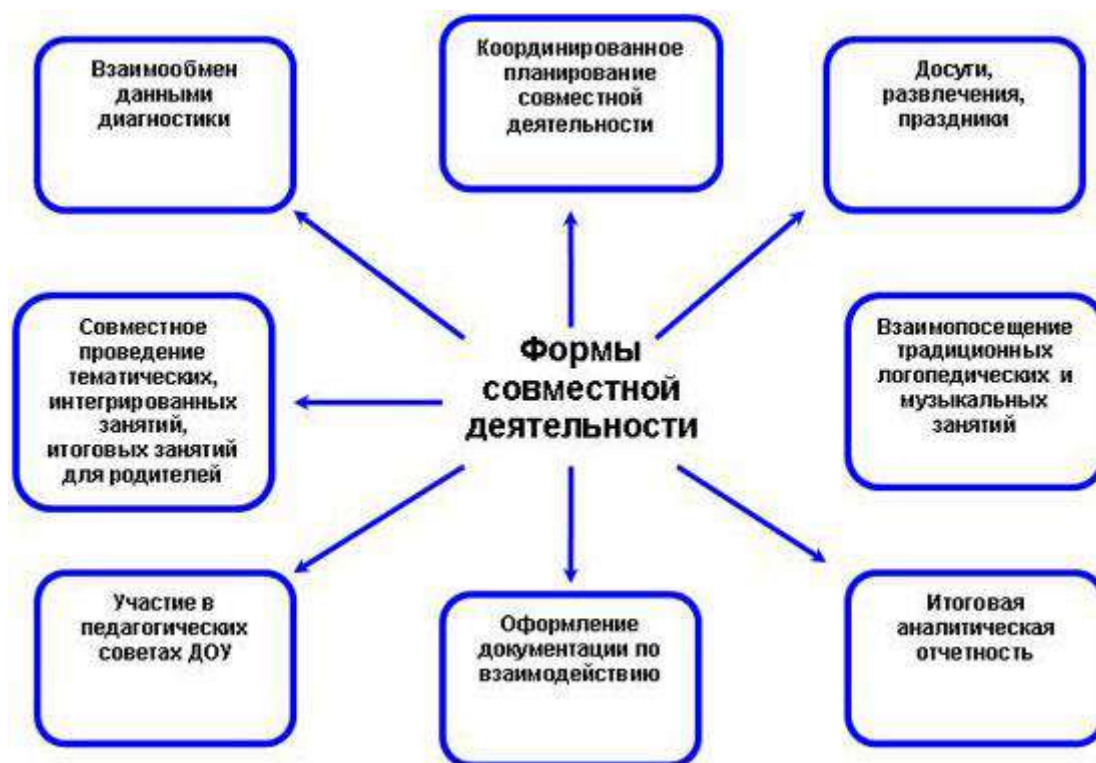 Взаимообмен
данными
диагностики
Координированное
планирование
совместной
деятельности
Досуги,
развлечения,
праздники
Совместное
проведение
тематических,
интегрированных
занятий,
итоговых занятий
для родителей
Формы
совместной
деятельности
Взаимопосещение
традиционных
логопедических и
музыкальных
занятий
Участие в
педагогических
советах ДОУ
Оформление
документации по
взаимодействию
Итоговая
аналитическая
отчетность